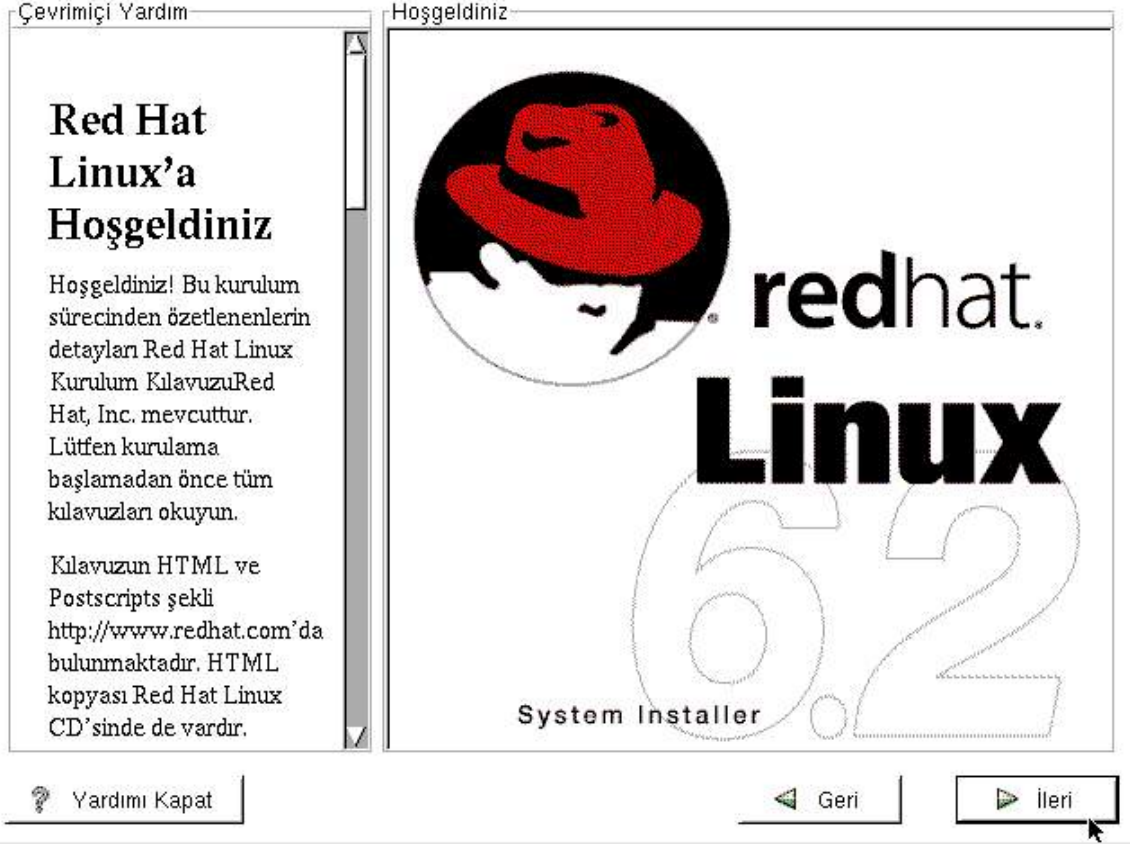 Çevrimiçi Yardım
Red Hat
Linux'a
Hoşgeldiniz
Hoşgeldiniz! Bu kurulum
sürecinden özetlenenlerin
detayları Red Hat Linux
Kurulum KılavuzuRed
Hat, Inc. mevcuttur.
Lütfen kurulama
başlamadan önce tüm
kılavuzları okuyun.
Kılavuzun HTML ve
Postscripts şekli
http://www.redhat.com'da
bulunmaktadır. HTML
kopyası Red Hat Linux
CD'sinde de vardır.
Hoşgeldiniz
redhat.
Linux
6.2
System Installer
Yardımı Kapat
Geri
İleri